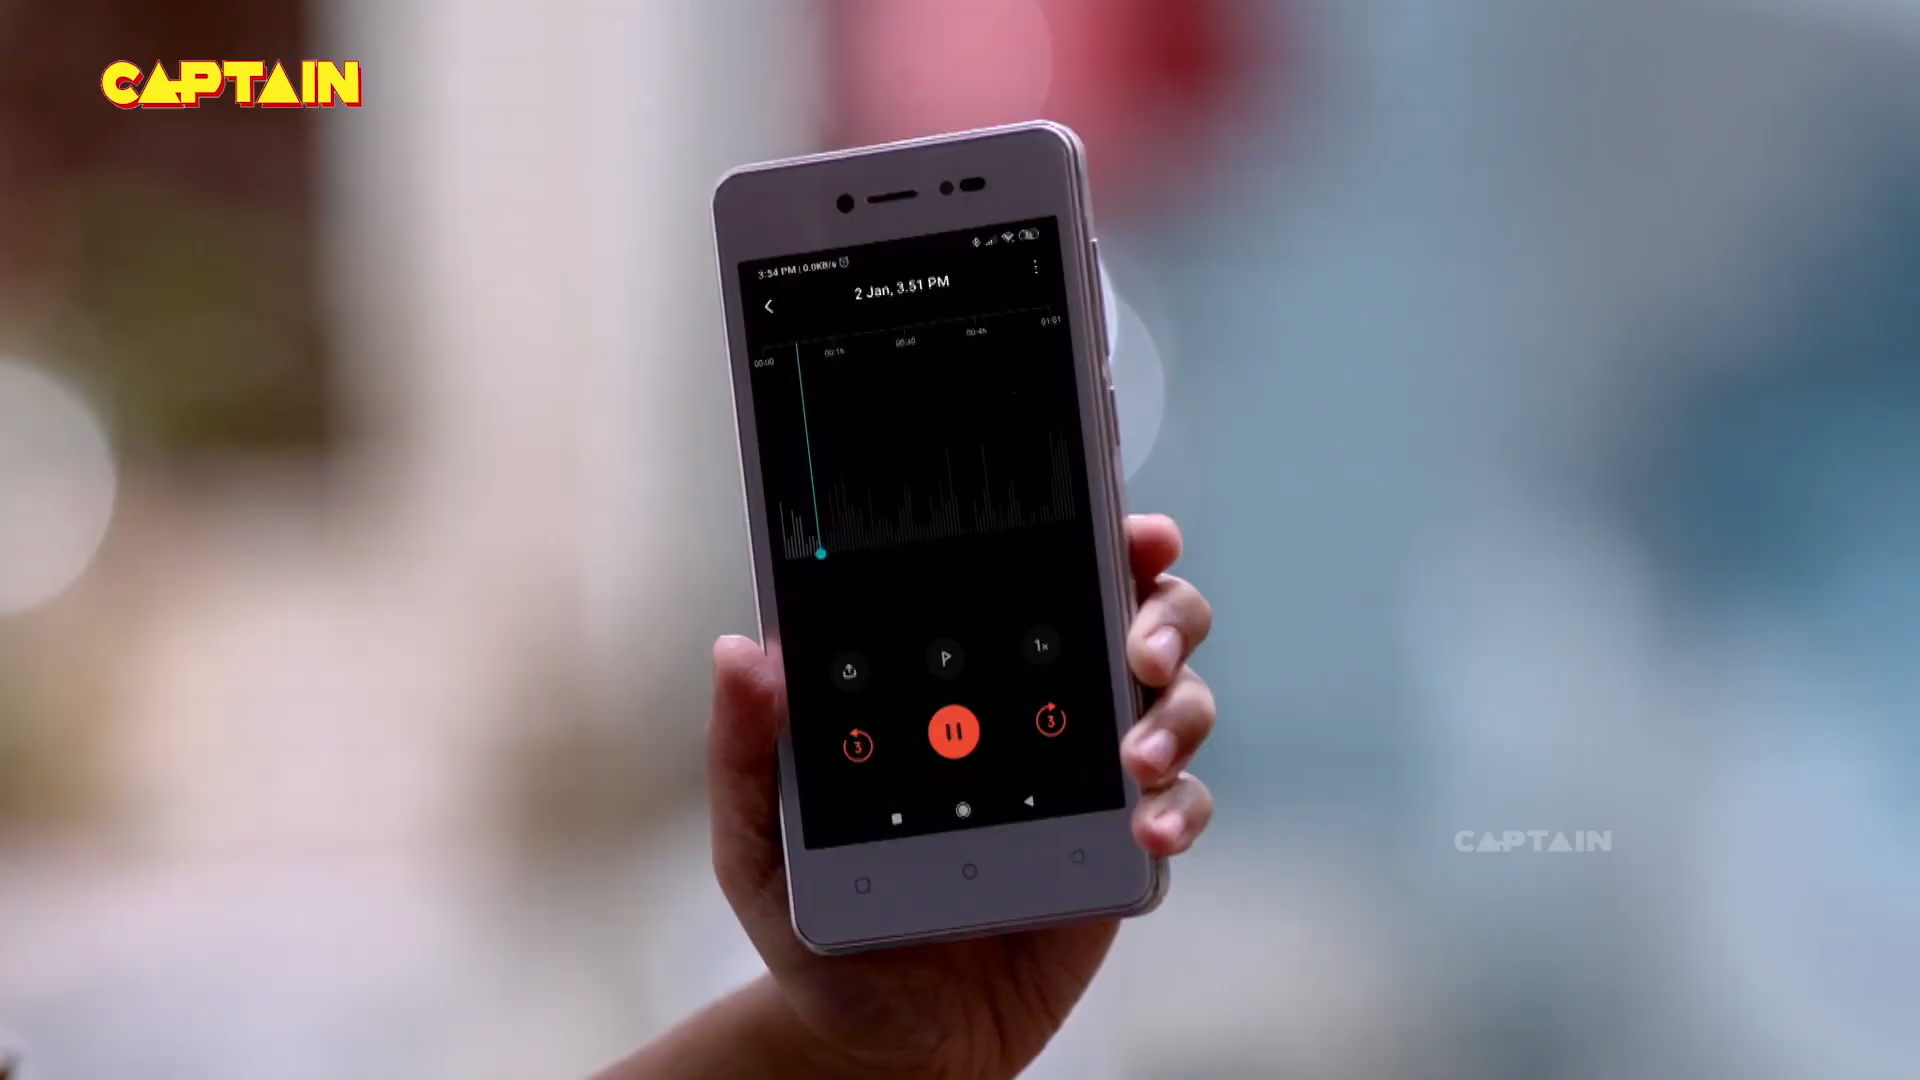 CAPTAIN
3:54 PM | 0.0KB/s
2 Jan, 3.51 PM
00:00 00:15 00:30 00:45 01:01
1x
3 3
CAPTAIN